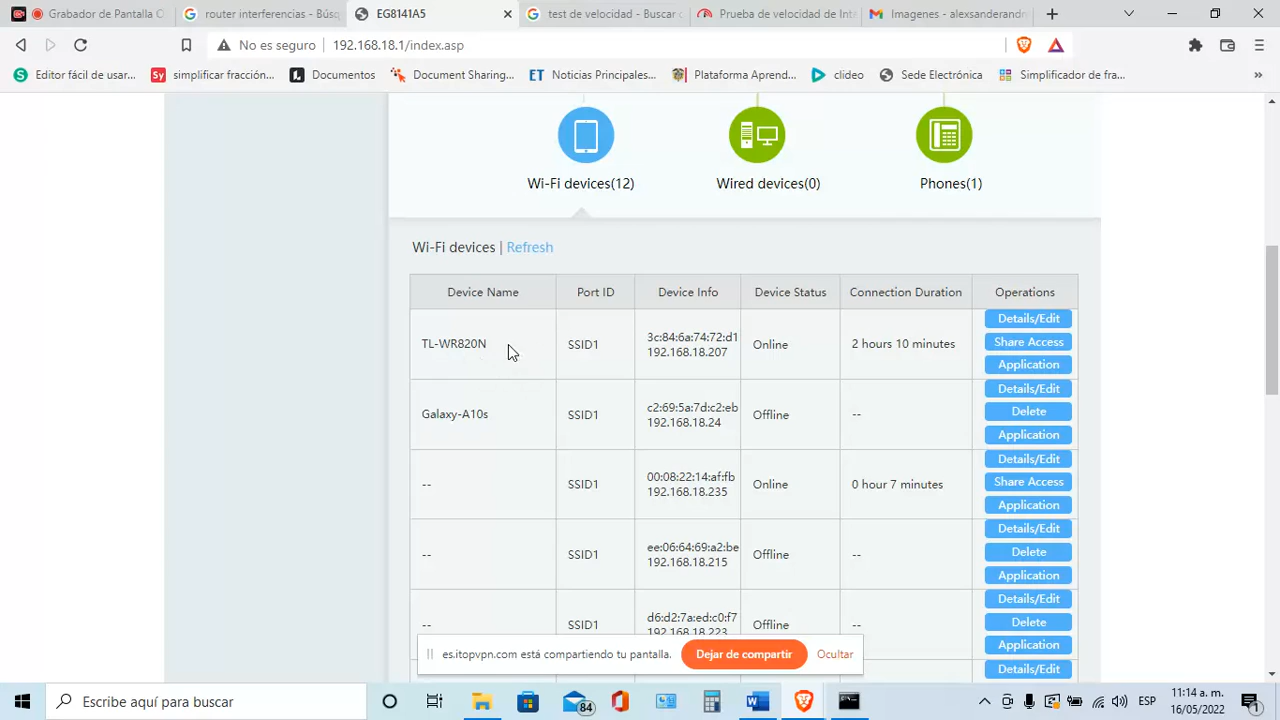 Grabador de Pantalla C
router interferencias - Búsq
EG8141A5
test de velocidad - Buscar c
Prueba de velocidad de Inte
Imagenes - alexsanderandr
No es seguro
192.168.18.1/index.asp
Editor fácil de usar...
simplificar fracción...
Documentos
Document Sharing...
ET Noticias Principales...
Plataforma Aprend...
clideo
Sede Electrónica
Simplificador de fra...
»
Wi-Fi devices(12)
Wired devices(0)
Phones(1)
Wi-Fi devices | Refresh
Device Name
Port ID
Device Info
Device Status
Connection Duration
Operations
TL-WR820N
SSID1
3c:84:6a:74:72:d1
192.168.18.207
Online
2 hours 10 minutes
Details/Edit
Share Access
Application
Galaxy-A10s
SSID1
c2:69:5a:7d:c2:eb
192.168.18.24
Offline
--
Details/Edit
Delete
Application
--
SSID1
00:08:22:14:af:fb
192.168.18.235
Online
0 hour 7 minutes
Details/Edit
Share Access
Application
--
SSID1
ee:06:64:69:a2:be
192.168.18.215
Offline
--
Details/Edit
Delete
Application
--
SSID1
d6:d2:7a:ed:c0:f7
192.168.18.223
Offline
--
Details/Edit
Delete
Application
Details/Edit
es.itopvpn.com está compartiendo tu pantalla.
Dejar de compartir
Ocultar
Escribe aquí para buscar
84
ESP
11:14 a. m.
16/05/2022
1